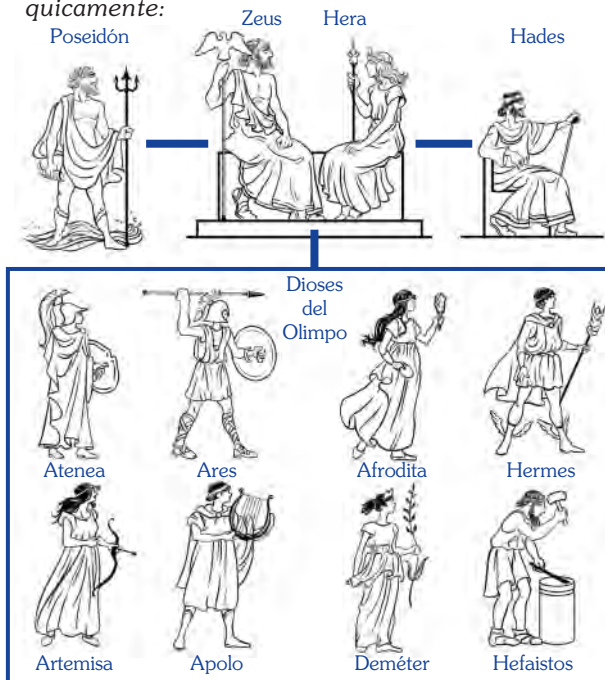 quicamente:
Poseidón
Zeus
Hera
Hades
Dioses
del
Olimpo
Atenea
Ares
Afrodita
Hermes
Artemisa
Apolo
Deméter
Hefaistos